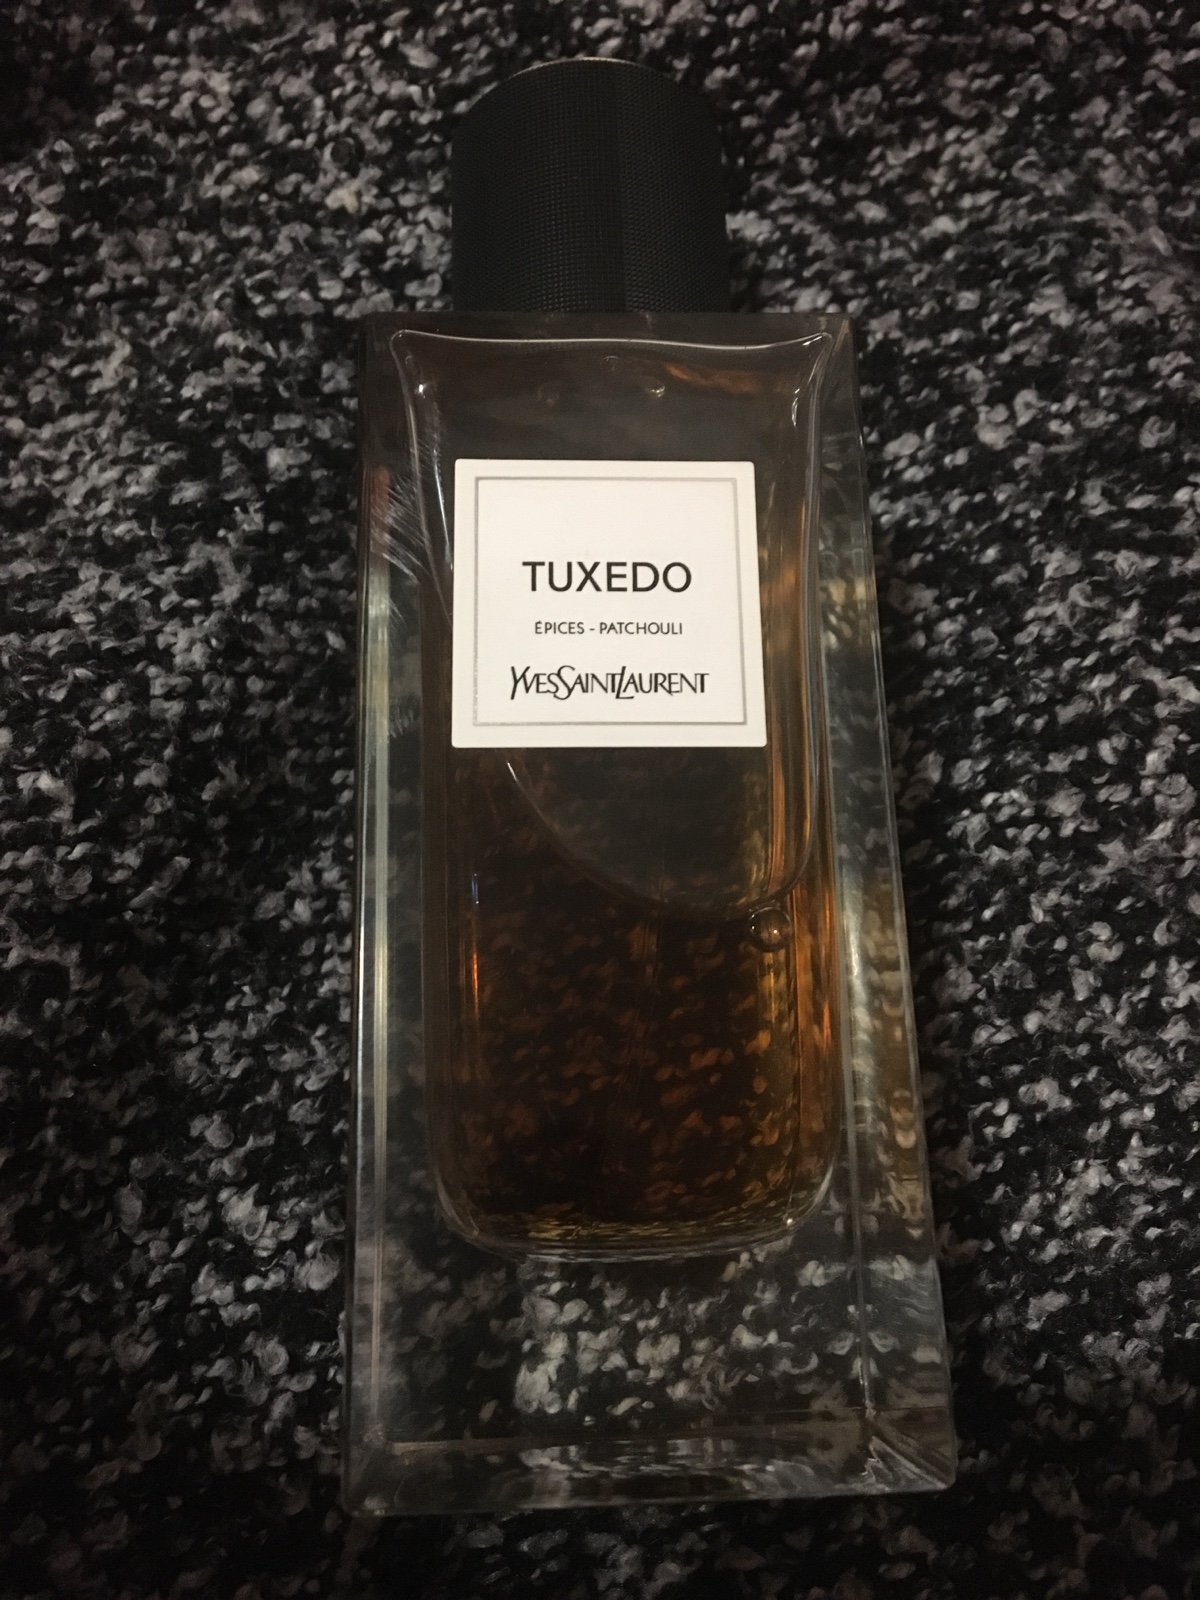 TUXEDO
ÉPICES - PATCHOULI
YVESSAINTLAURENT